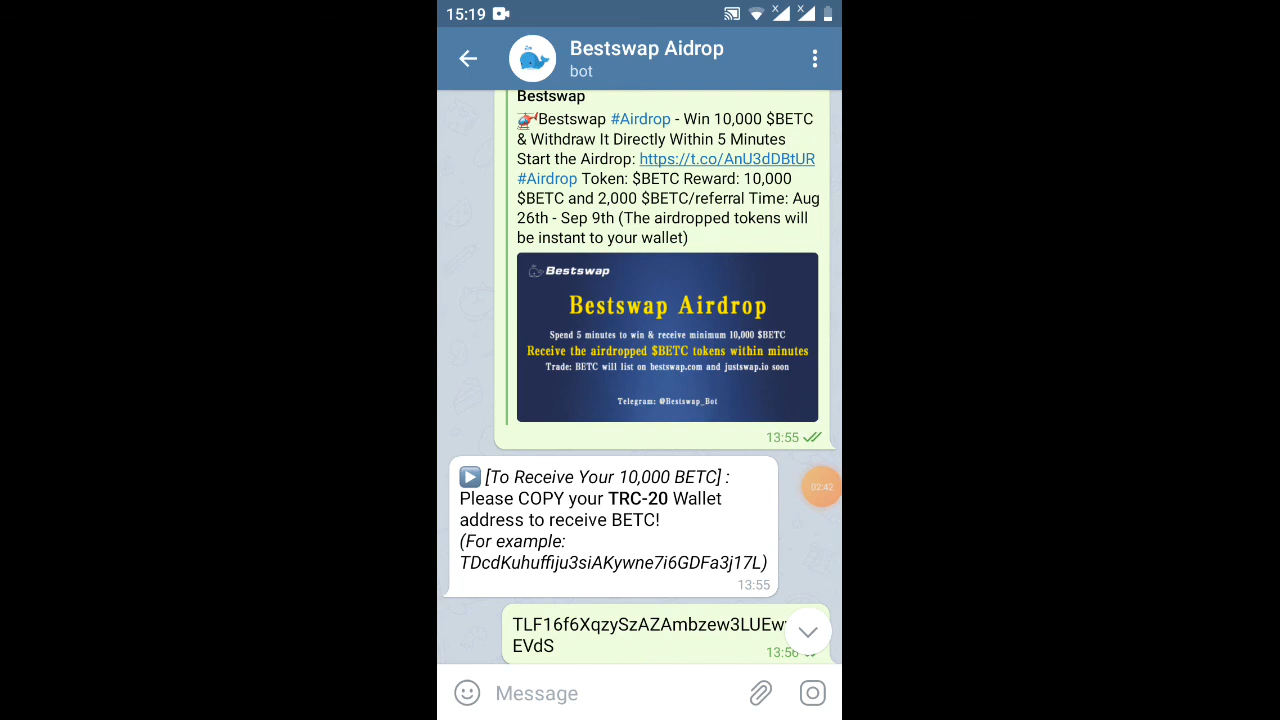 15:19
Bestswap Aidrop
bot
Bestswap
Bestswap #Airdrop - Win 10,000 $BETC
& Withdraw It Directly Within 5 Minutes
Start the Airdrop: https://t.co/AnU3dDBtUR
#Airdrop Token: $BETC Reward: 10,000
$BETC and 2,000 $BETC/referral Time: Aug
26th - Sep 9th (The airdropped tokens will
be instant to your wallet)
Bestswap
Bestswap Airdrop
Spend 5 minutes to win & receive minimum 10,000 $BETC
Receive the airdropped $BETC tokens within minutes
Trade: BETC will list on bestswap.com and justswap.io soon
Telegram: @Bestswap_Bot
13:55
[To Receive Your 10,000 BETC] :
Please COPY your TRC-20 Wallet
address to receive BETC!
(For example:
TDcdKuhuffiju3siAKywne7i6GDFa3j17L)
13:55
02:42
TLF16f6XqzySzAZAmbzew3LUEw
EVdS
13:56
Message